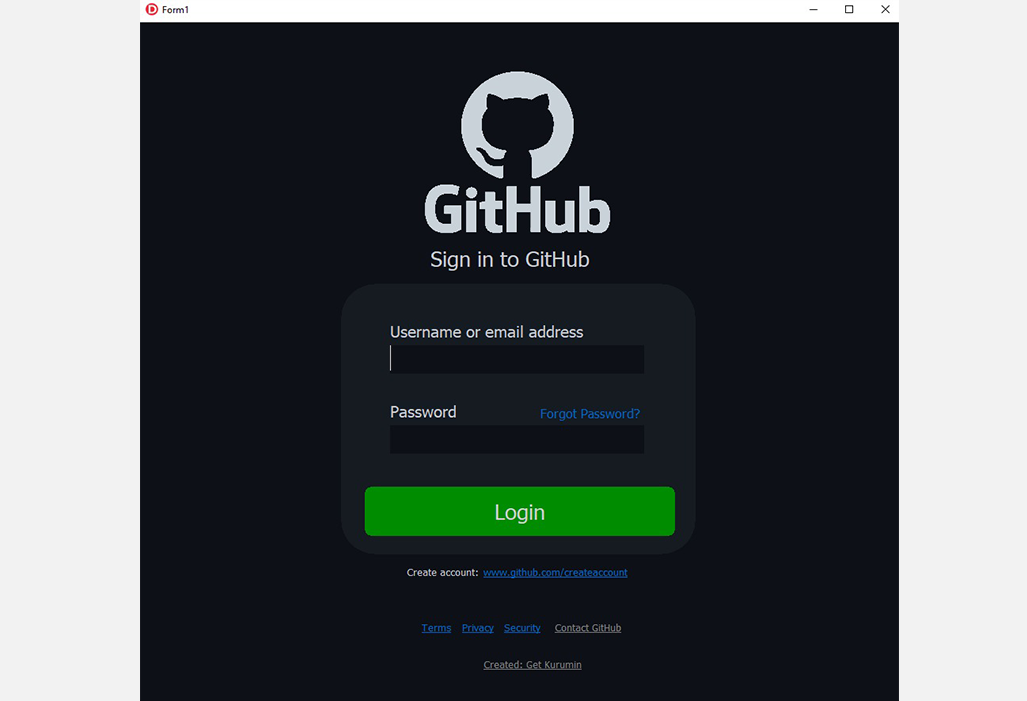 Form1
GitHub
Sign in to GitHub
Username or email address
Password Forgot Password?
Login
Create account: www.github.com/createaccount
Terms Privacy Security Contact GitHub
Created: Get Kurumin